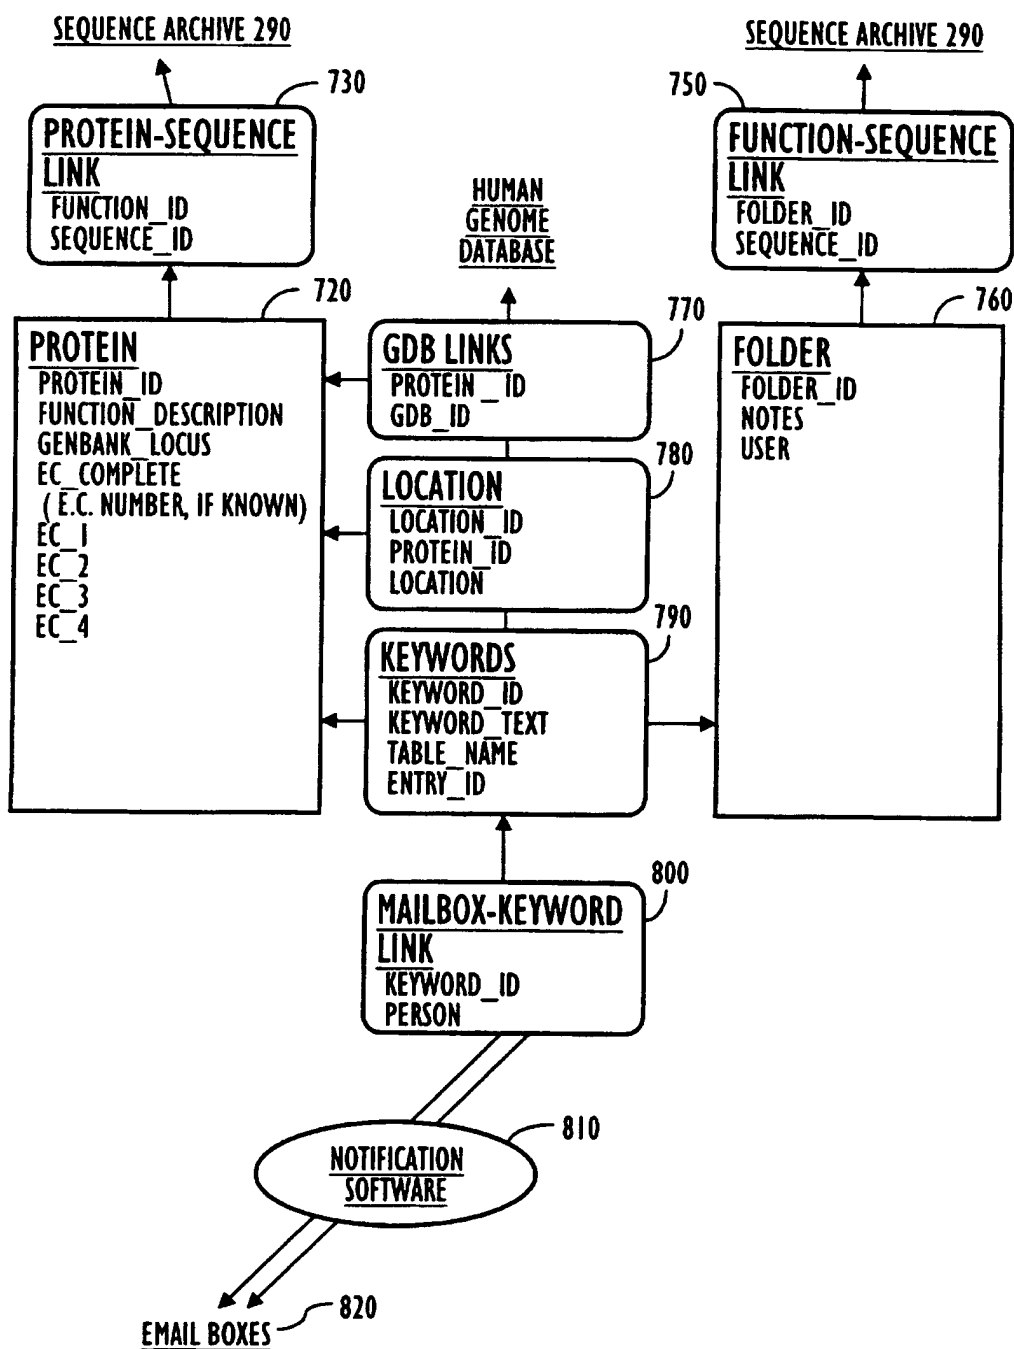 SEQUENCE ARCHIVE 290
730
PROTEIN-SEQUENCE
LINK
FUNCTION_ID
SEQUENCE_ID
SEQUENCE ARCHIVE 290
750
FUNCTION-SEQUENCE
LINK
FOLDER_ID
SEQUENCE_ID
HUMAN
GENOME
DATABASE
720
PROTEIN
PROTEIN_ID
FUNCTION_DESCRIPTION
GENBANK_LOCUS
EC_COMPLETE
(E.C. NUMBER, IF KNOWN)
EC_1
EC_2
EC_3
EC_4
770
GDB LINKS
PROTEIN_ID
GDB_ID
780
LOCATION
LOCATION_ID
PROTEIN_ID
LOCATION
790
KEYWORDS
KEYWORD_ID
KEYWORD_TEXT
TABLE_NAME
ENTRY_ID
760
FOLDER
FOLDER_ID
NOTES
USER
800
MAILBOX-KEYWORD
LINK
KEYWORD_ID
PERSON
810
NOTIFICATION
SOFTWARE
EMAIL BOXES
820